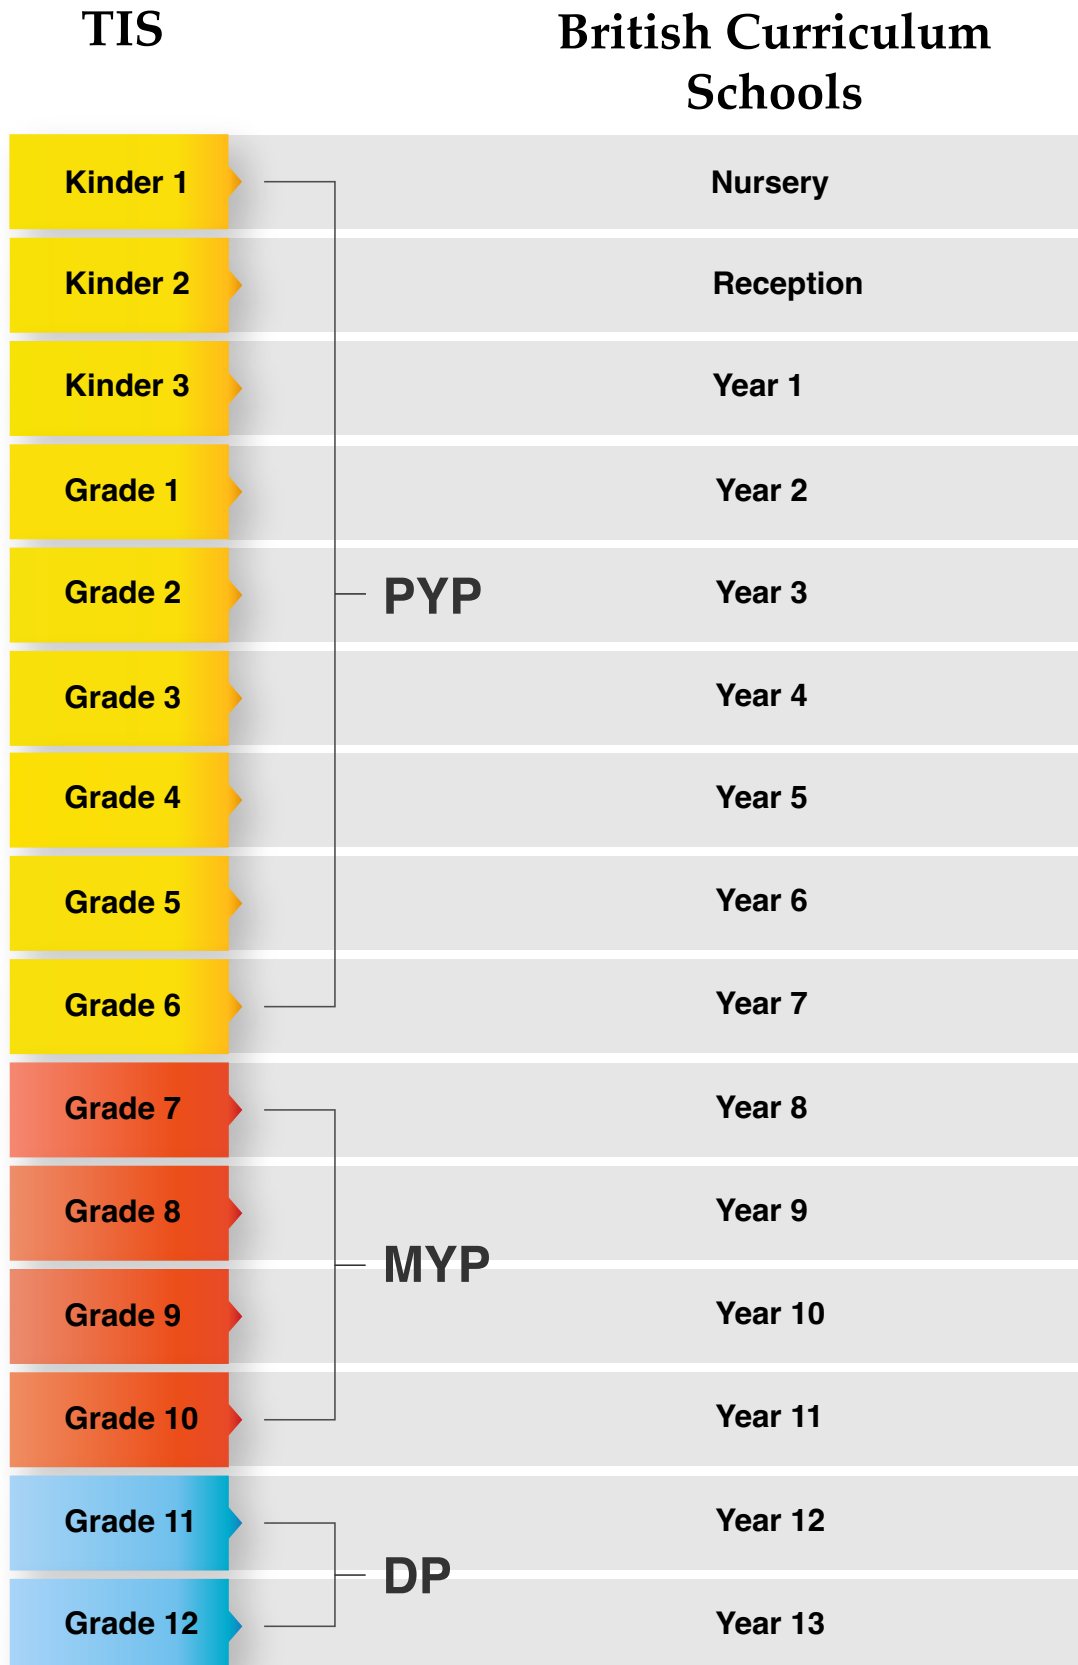 TIS
British Curriculum
Schools
Kinder 1
Nursery
Kinder 2
Reception
Kinder 3
Year 1
Grade 1
Year 2
Grade 2
PYP
Year 3
Grade 3
Year 4
Grade 4
Year 5
Grade 5
Year 6
Grade 6
Year 7
Grade 7
Year 8
Grade 8
Year 9
MYP
Grade 9
Year 10
Grade 10
Year 11
Grade 11
Year 12
DP
Grade 12
Year 13